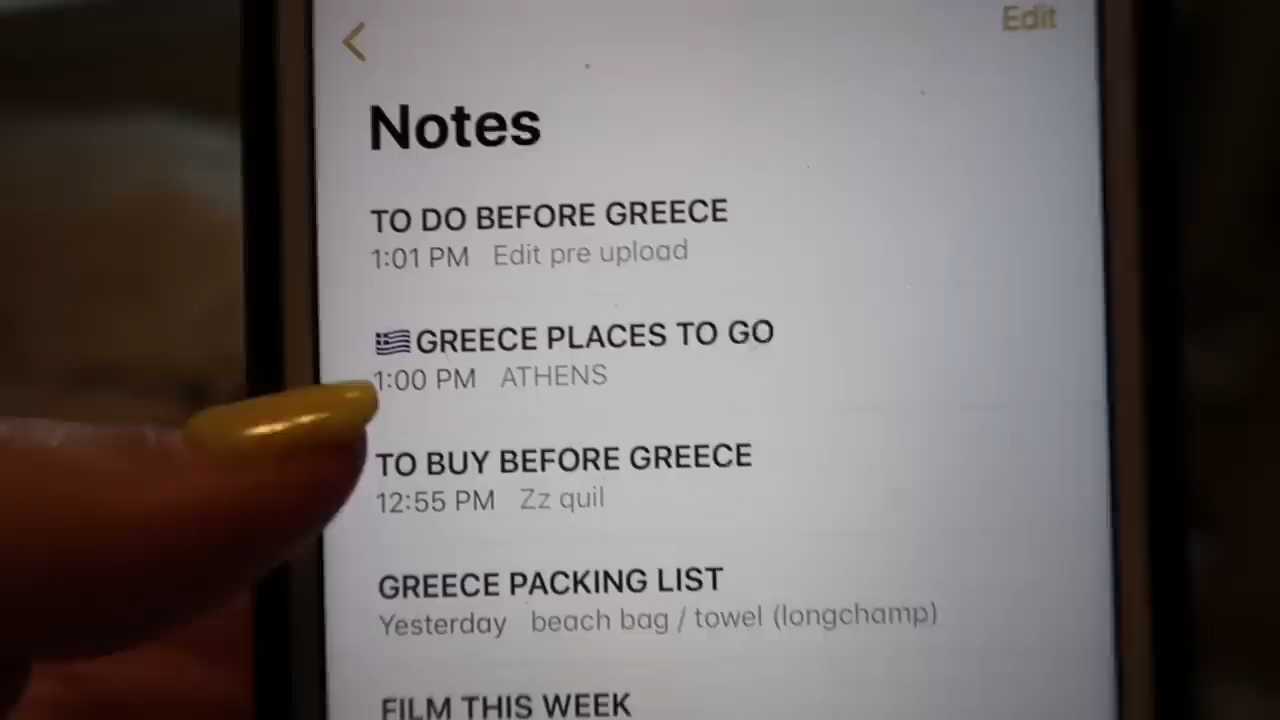 Edit
Notes
TO DO BEFORE GREECE
1:01 PM Edit pre upload
🇬🇷GREECE PLACES TO GO
1:00 PM ATHENS
TO BUY BEFORE GREECE
12:55 PM Zz quil
GREECE PACKING LIST
Yesterday beach bag / towel (longchamp)
FILM THIS WEEK